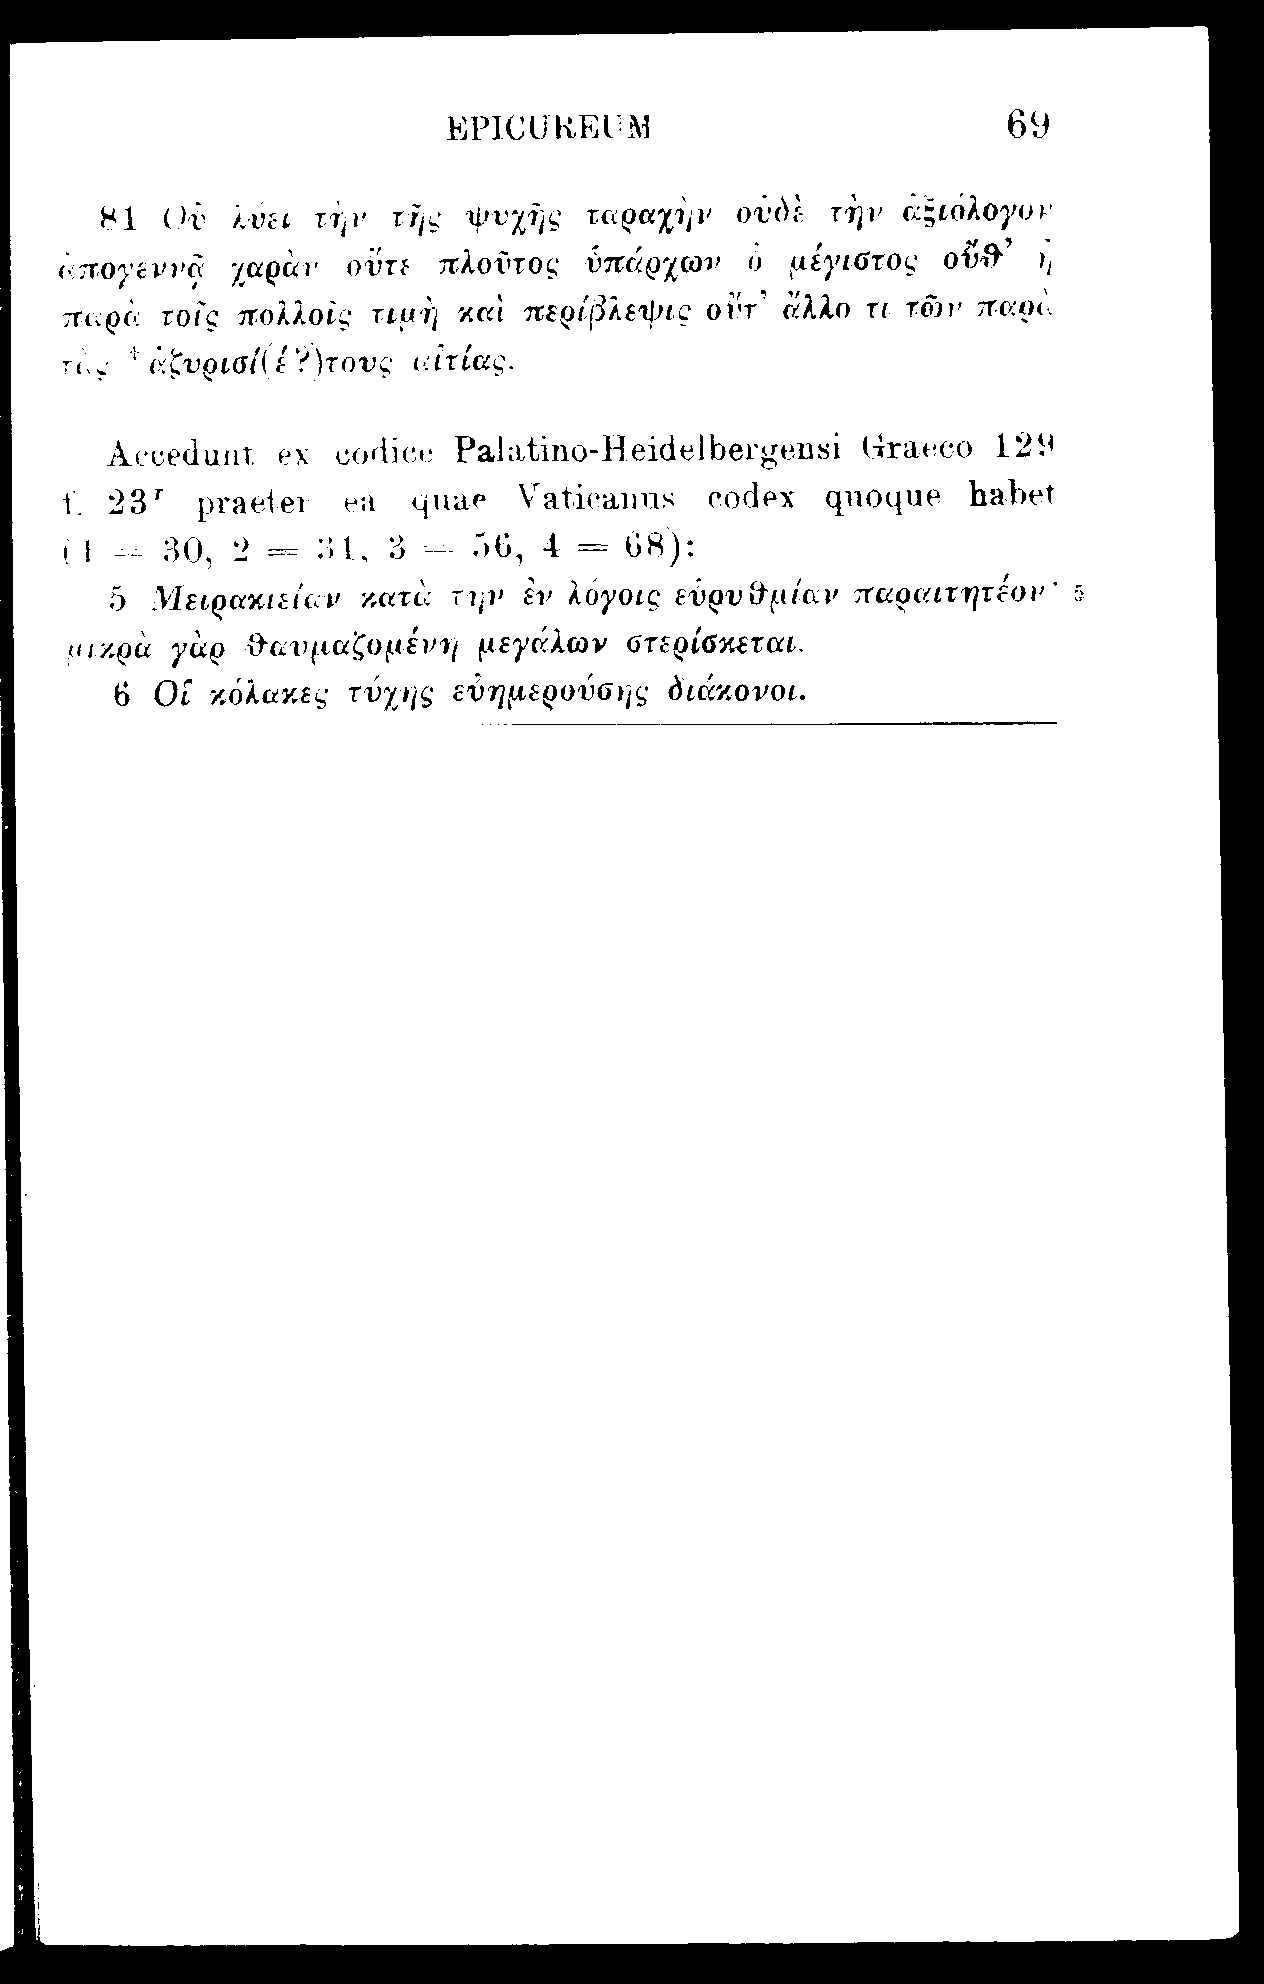 EPICUREUM 69
81 Οὐ λύει τὴν τῆς ψυχῆς ταραχὴν οὐδὲ τὴν ἀξιόλογον
ἀπογεννᾷ χαρὰν οὔτε πλοῦτος ὑπάρχων ὁ μέγιστος οὔθ’ ἡ
παρὰ τοῖς πολλοῖς τιμὴ καὶ περίβλεψις οὔτ’ ἄλλο τι τῶν παρὰ
τὰς † ἀζυρισί(έ?)τους αἰτίας.
Accedunt ex codice Palatino-Heidelbergensi Graeco 129
f. 23r praeter ea quae Vaticanus codex quoque habet
(1 = 30, 2 = 31, 3 = 56, 4 = 68):
5 Μειρακιείαν κατὰ τὴν ἐν λόγοις εὐρυθμίαν παραιτητέον· 5
μικρὰ γὰρ θαυμαζομένη μεγάλων στερίσκεται.
6 Οἱ κόλακες τύχης εὐημερούσης διάκονοι.